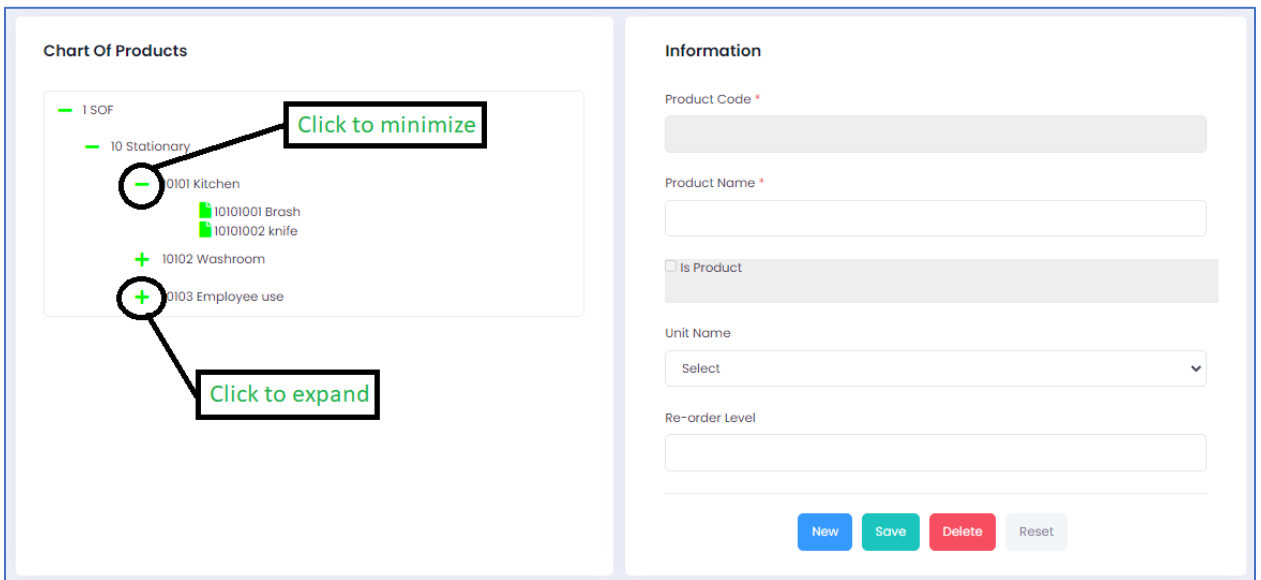 Chart Of Products
1 SOF
Click to minimize
10 Stationary
10101 Kitchen
10101001 Brash
10101002 knife
10102 Washroom
0103 Employee use
Click to expand
Information
Product Code *
Product Name *
Is Product
Unit Name
Select
Re-order Level
New Save Delete Reset